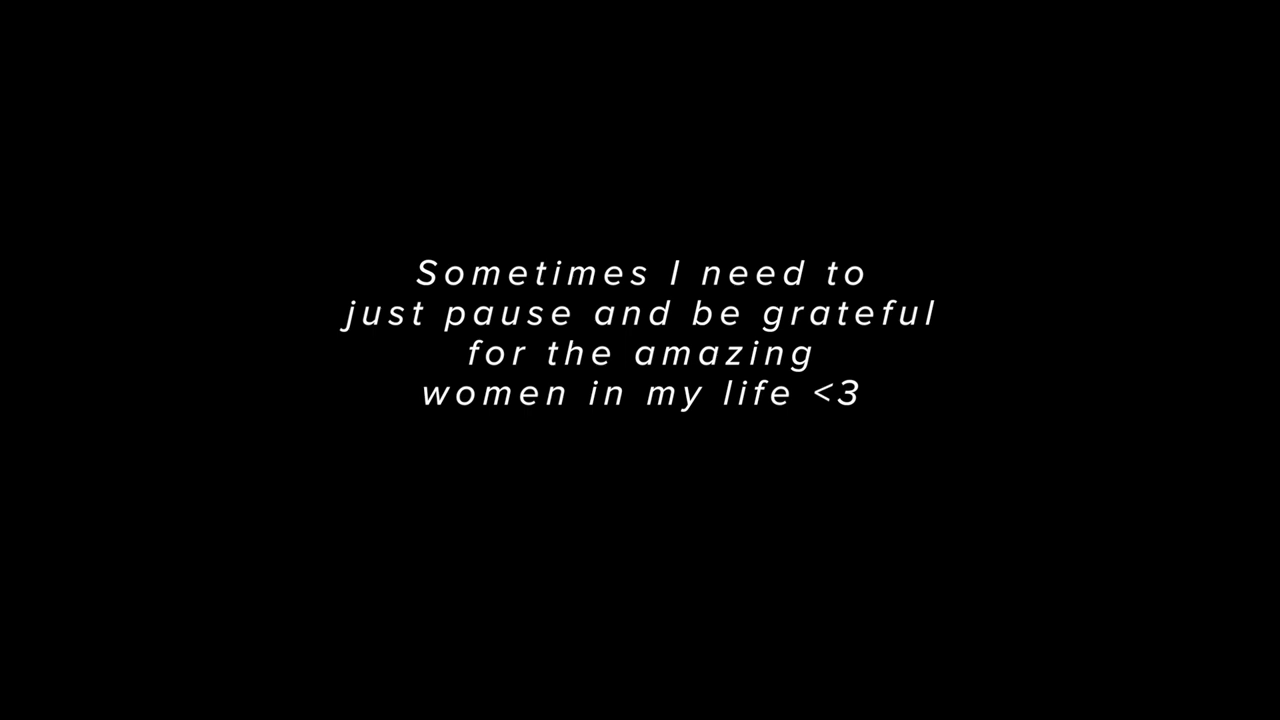 Sometimes I need to
just pause and be grateful
for the amazing
women in my life <3